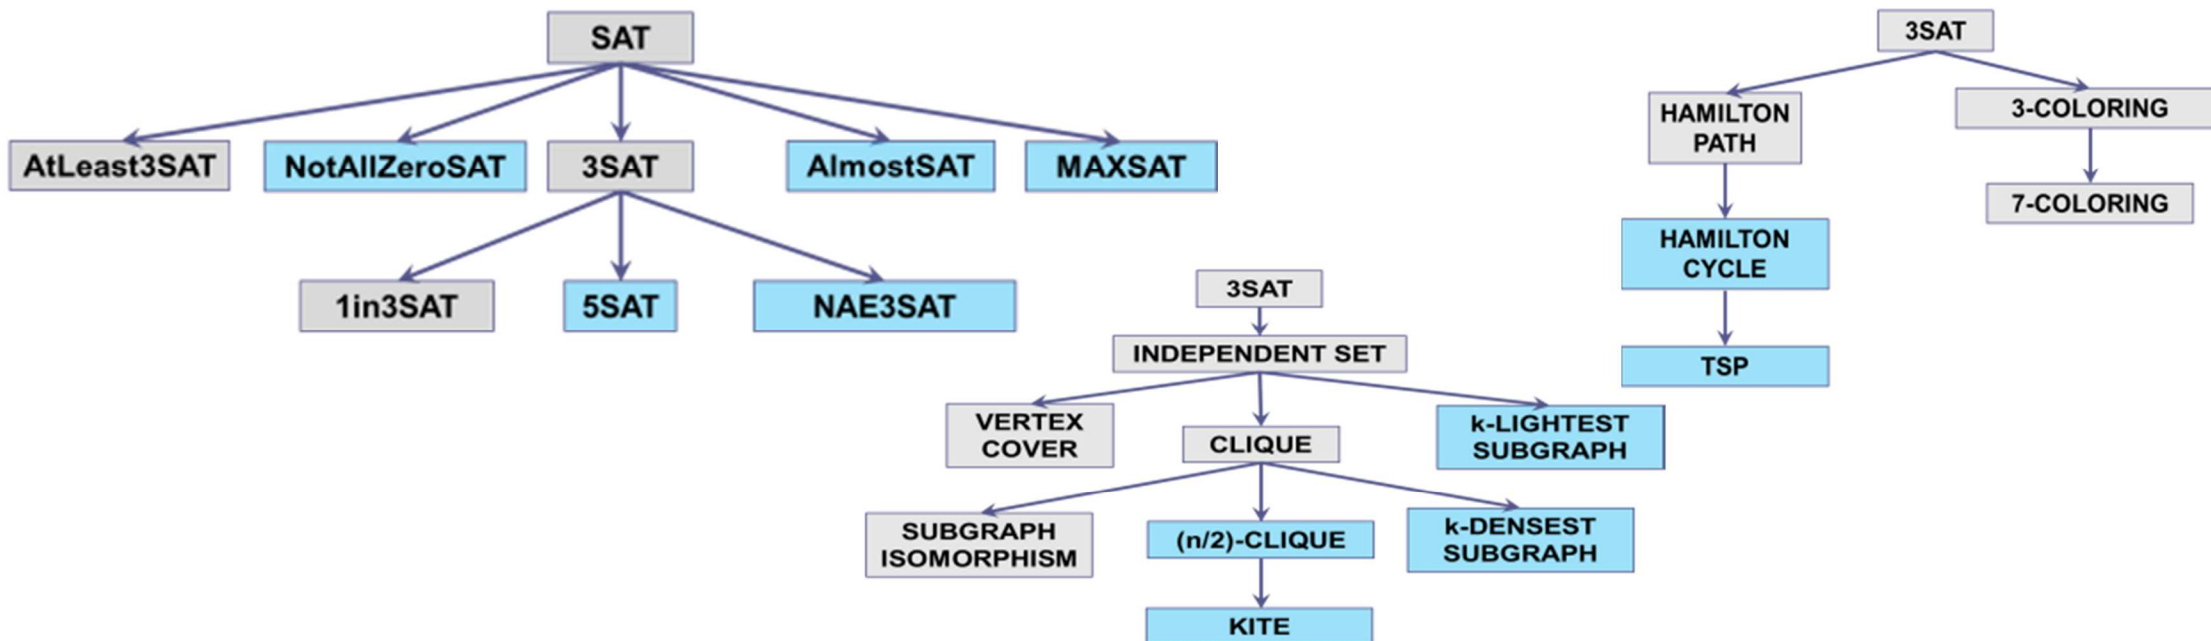 SAT
AtLeast3SAT
NotAllZeroSAT
3SAT
AlmostSAT
MAXSAT
1in3SAT
5SAT
NAE3SAT
3SAT
INDEPENDENT SET
VERTEX
COVER
CLIQUE
k-LIGHTEST
SUBGRAPH
SUBGRAPH
ISOMORPHISM
(n/2)-CLIQUE
k-DENSEST
SUBGRAPH
KITE
3SAT
HAMILTON
PATH
3-COLORING
7-COLORING
HAMILTON
CYCLE
TSP